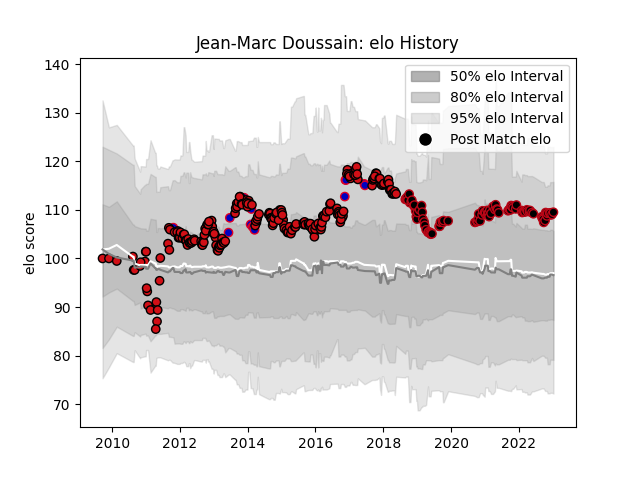 Jean-Marc Doussain: elo History
140
130
120
110
100
90
80
70
elo score
50% elo Interval
80% elo Interval
95% elo Interval
Post Match elo
2010
2012
2014
2016
2018
2020
2022